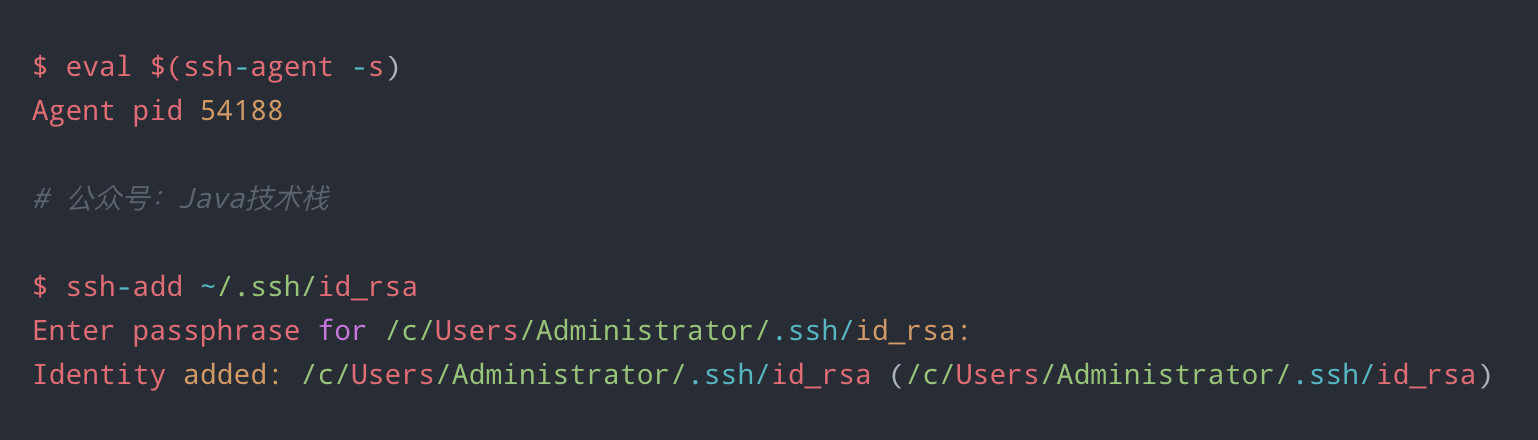 $ eval $(ssh-agent -s)
Agent pid 54188
# 公众号：Java技术栈
$ ssh-add ~/.ssh/id_rsa
Enter passphrase for /c/Users/Administrator/.ssh/id_rsa:
Identity added: /c/Users/Administrator/.ssh/id_rsa (/c/Users/Administrator/.ssh/id_rsa)